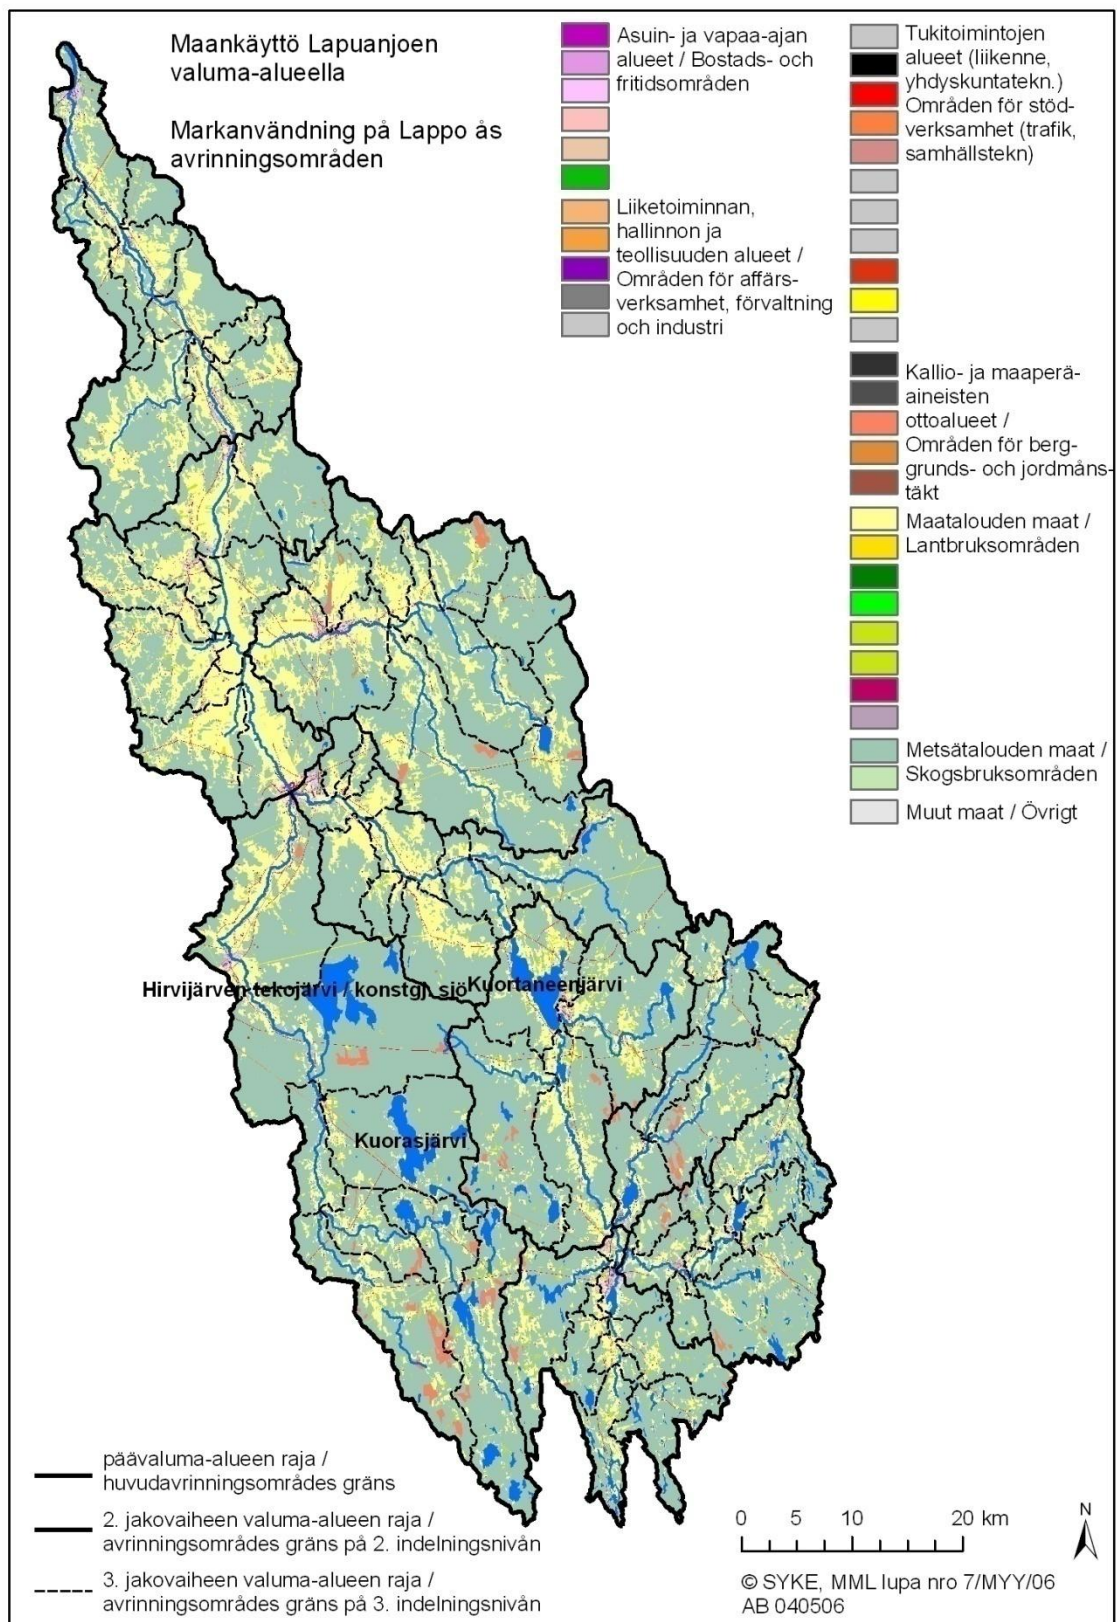 Maankäyttö Lapuanjoen
valuma-alueella
Markanvändning på Lappo ås
avrinningsområden
Asuin- ja vapaa-ajan
alueet / Bostads- och
fritidsområden
Liiketoiminnan,
hallinnon ja
teollisuuden alueet /
Områden för affärs-
verksamhet, förvaltning
och industri
Tukitoimintojen
alueet (liikenne,
yhdyskuntatekn.)
Områden för stöd-
verksamhet (trafik,
samhällstekn)
Kallio- ja maaperä-
aineisten
ottoalueet /
Områden för berg-
grunds- och jordmåns-
täkt
Maatalouden maat /
Lantbruksområden
Metsätalouden maat /
Skogsbruksområden
Muut maat / Övrigt
Hirvijärven tekojärvi / konstgj. sjö
Kuortaneenjärvi
Kuorasjärvi
päävaluma-alueen raja /
huvudavrinningsområdes gräns
2. jakovaiheen valuma-alueen raja /
avrinningsområdes gräns på 2. indelningsnivån
3. jakovaiheen valuma-alueen raja /
avrinningsområdes gräns på 3. indelningsnivån
0 5 10 20 km
N
© SYKE, MML lupa nro 7/MYY/06
AB 040506